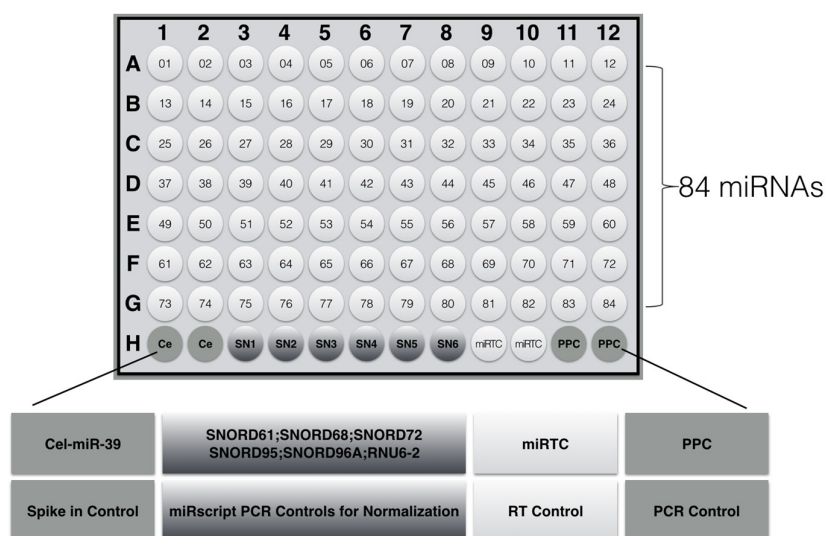 1 2 3 4 5 6 7 8 9 10 11 12
A 01 02 03 04 05 06 07 08 09 10 11 12
B 13 14 15 16 17 18 19 20 21 22 23 24
C 25 26 27 28 29 30 31 32 33 34 35 36
D 37 38 39 40 41 42 43 44 45 46 47 48
E 49 50 51 52 53 54 55 56 57 58 59 60
F 61 62 63 64 65 66 67 68 69 70 71 72
G 73 74 75 76 77 78 79 80 81 82 83 84
H Ce Ce SN1 SN2 SN3 SN4 SN5 SN6 miRTC miRTC PPC PPC
84 miRNAs
Cel-miR-39
SNORD61;SNORD68;SNORD72
SNORD95;SNORD96A;RNU6-2
miRTC
PPC
Spike in Control
miRscript PCR Controls for Normalization
RT Control
PCR Control